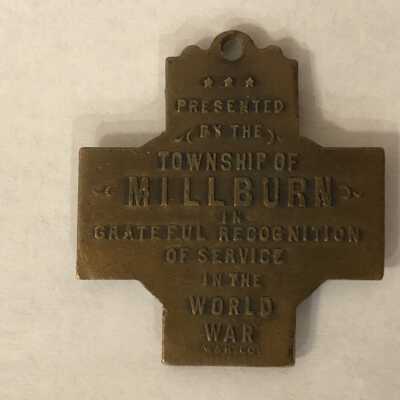 PRESENTED
BY THE
TOWNSHIP OF
MILLBURN
IN
GRATEFUL RECOGNITION
OF SERVICE
IN THE
WORLD
WAR